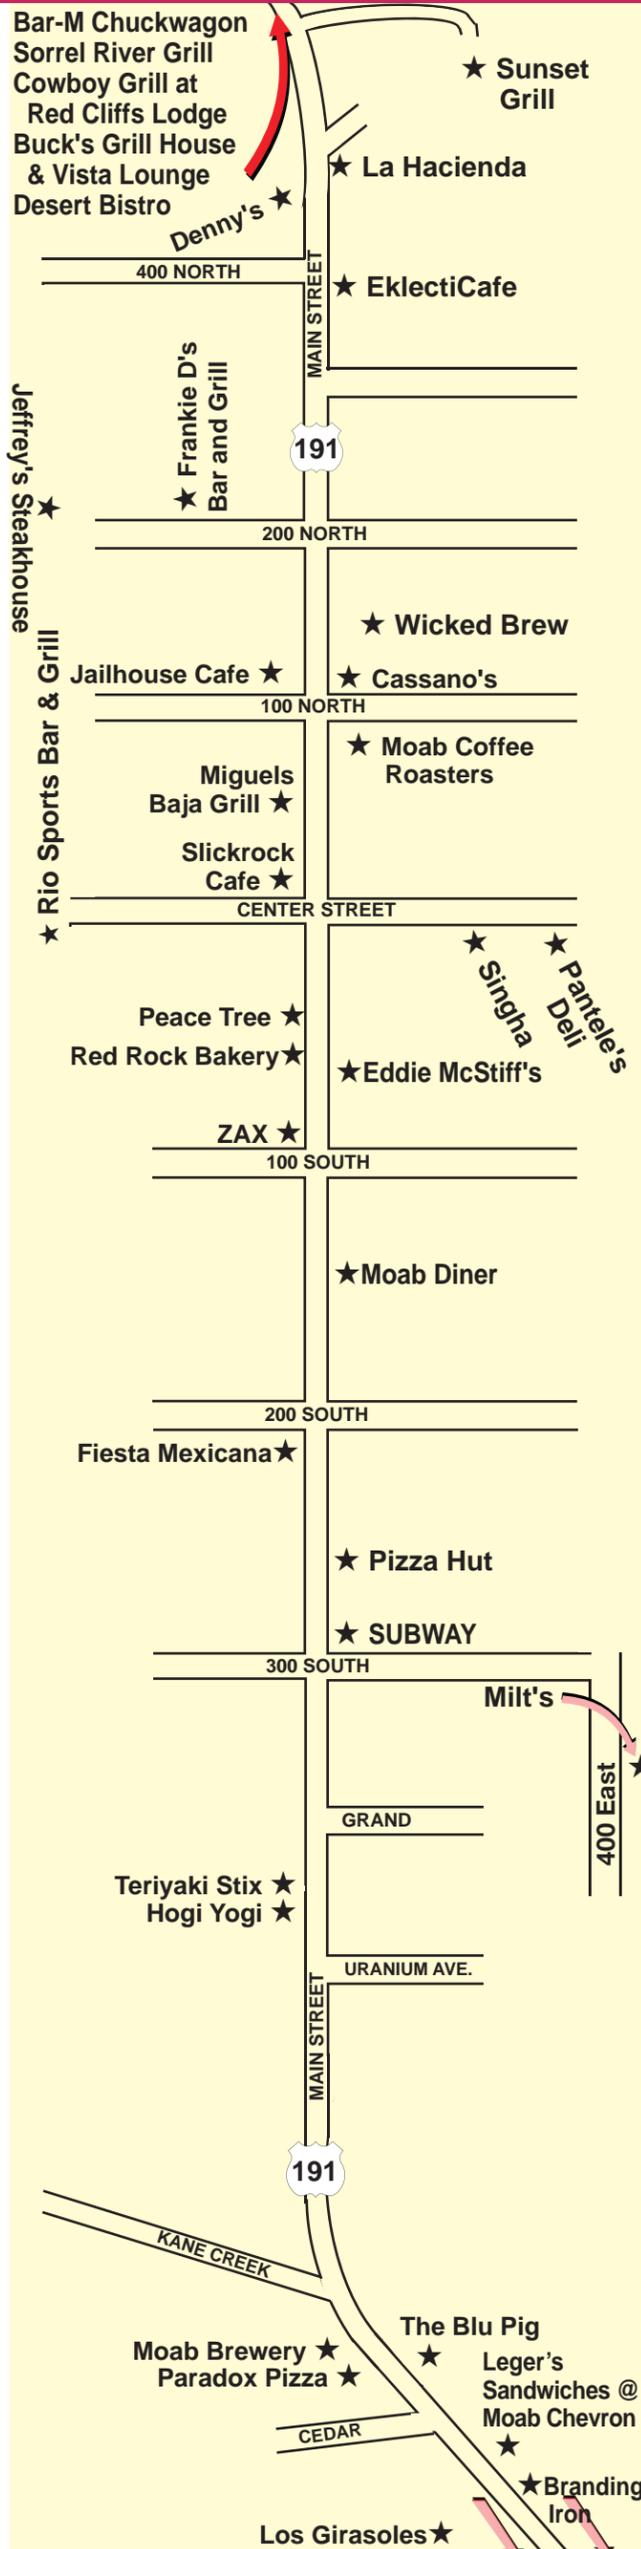 Bar-M Chuckwagon
Sorrel River Grill
Cowboy Grill at
Red Cliffs Lodge
Buck's Grill House
& Vista Lounge
Desert Bistro
Sunset
Grill
La Hacienda
Denny's
400 NORTH
MAIN STREET
EklectiCafe
Frankie D's
Bar and Grill
Jeffrey's Steakhouse
191
200 NORTH
Wicked Brew
Rio Sports Bar & Grill
Jailhouse Cafe
Cassano's
100 NORTH
Moab Coffee
Roasters
Miguels
Baja Grill
Slickrock
Cafe
CENTER STREET
Singha
Pantele's
Deli
Peace Tree
Red Rock Bakery
Eddie McStiff's
ZAX
100 SOUTH
Moab Diner
200 SOUTH
Fiesta Mexicana
Pizza Hut
SUBWAY
300 SOUTH
Milt's
400 East
GRAND
Teriyaki Stix
Hogi Yogi
URANIUM AVE.
MAIN STREET
191
KANE CREEK
The Blu Pig
Moab Brewery
Paradox Pizza
Leger’s
Sandwiches @
Moab Chevron
CEDAR
Branding
Iron
Los Girasoles